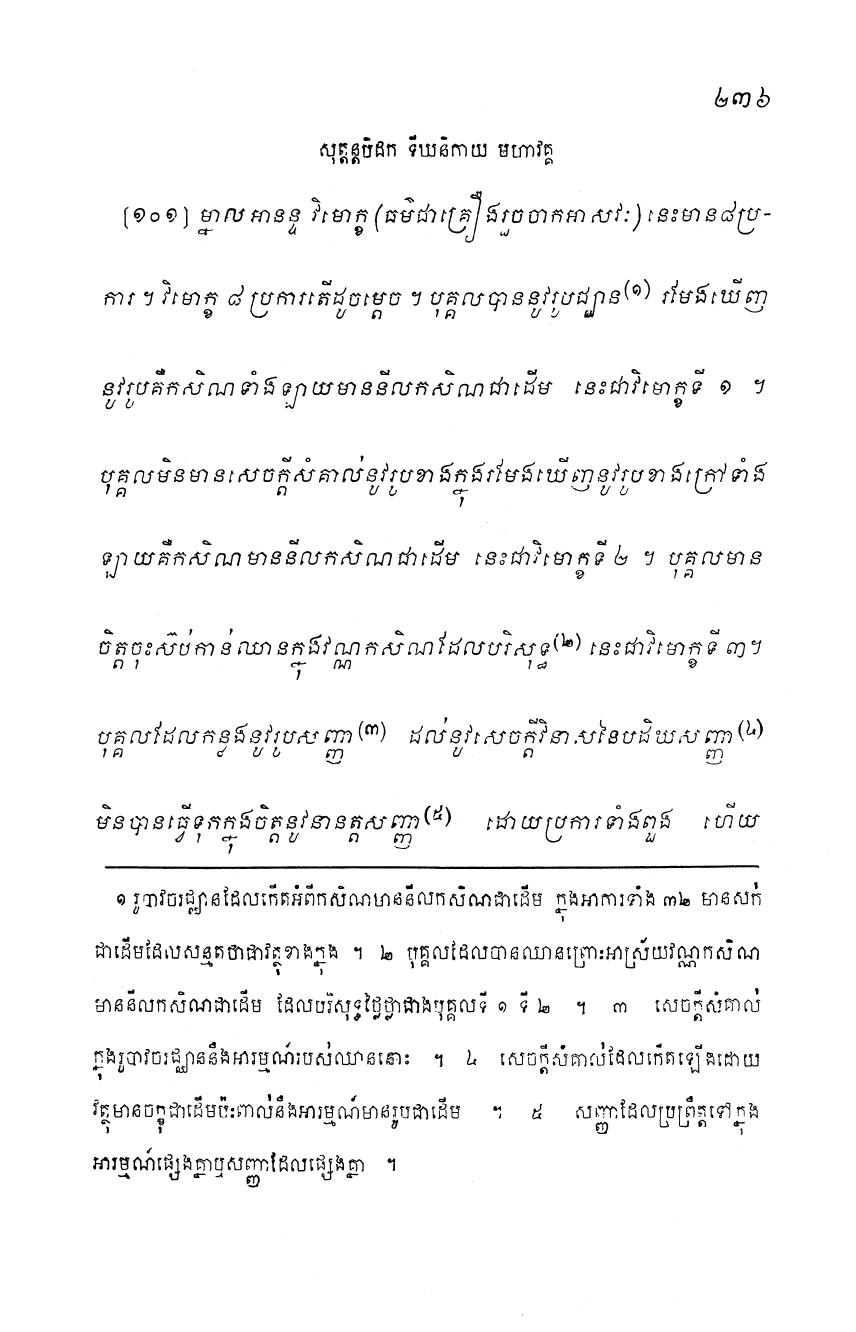 ២៣៦
សុត្តន្តបិដក ទីឃនិកាយ មហាវគ្គ
[១០១] ម្នាលអានន្ទ វិមោក្ខ (ធម៌ជាគ្រឿងរួចចាកអាសវៈ) នេះមាន៨ប្រ-
ការ ។ វិមោក្ខ ៨ ប្រការតើដូចម្តេច ។ បុគ្គលបាននូវរូបជ្ឈាន(១) រមែងឃើញ
នូវរូបគឺកសិណទាំងឡាយមាននីលកសិណជាដើម នេះជាវិមោក្ខទី ១ ។
បុគ្គលមិនមានសេចក្តីសំគាល់នូវរូបខាងក្នុងរមែងឃើញនូវរូបខាងក្រៅទាំង
ឡាយគឺកសិណមាននីលកសិណជាដើម នេះជាវិមោក្ខទី ២ ។ បុគ្គលមាន
ចិត្តចុះស៊ប់កាន់ឈានក្នុងវណ្ណកសិណដែលបរិសុទ្ធ(២) នេះជាវិមោក្ខទី ៣។
បុគ្គលដែលកន្លងនូវរូបសញ្ញា(៣) ដល់នូវសេចក្តីវិនាសនៃបដិឃសញ្ញា(៤)
មិនបានធ្វើទុកក្នុងចិត្តនូវនានត្តសញ្ញា(៥) ដោយប្រការទាំងពួង ហើយ
១ រូបាវចរជ្ឈានដែលកើតអំពីកសិណមាននីលកសិណជាដើម ក្នុងអាការទាំង ៣២ មានសក់
ជាដើមដែលសន្មតថាជាវត្ថុខាងក្នុង ។ ២ បុគ្គលដែលបានឈានព្រោះអាស្រ័យវណ្ណកសិណ
មាននីលកសិណជាដើម ដែលបរិសុទ្ធថ្លៃថ្លាជាងបុគ្គលទី ១ ទី ២ ។ ៣ សេចក្តីសំគាល់
ក្នុងរូបាវចរជ្ឈាននឹងអារម្មណ៍របស់ឈាននោះ ។ ៤ សេចក្តីសំគាល់ដែលកើតឡើងដោយ
វត្ថុមានចក្ខុជាដើមប៉ះពាល់នឹងអារម្មណ៍មានរូបជាដើម ។ ៥ សញ្ញាដែលប្រព្រឹត្តទៅក្នុង
អារម្មណ៍ផ្សេងគ្នាឬសញ្ញាដែលផ្សេងគ្នា ។